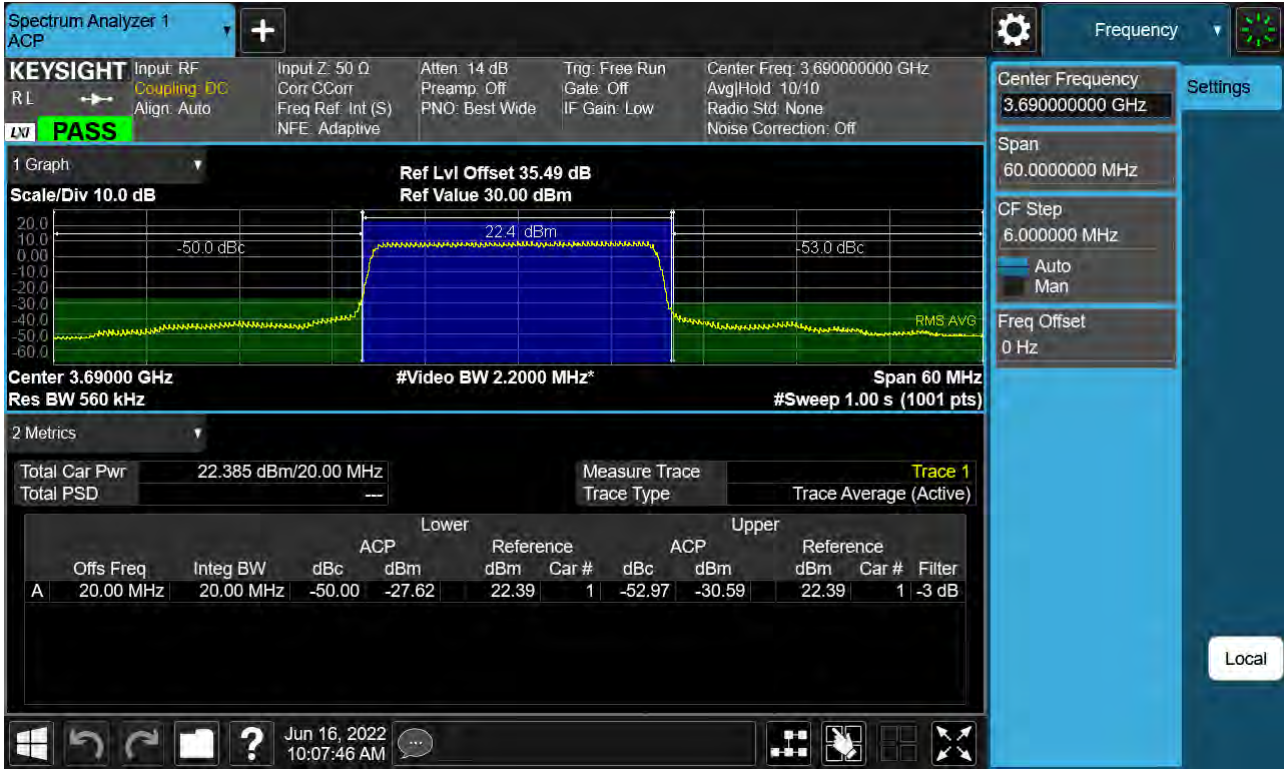 Spectrum Analyzer 1
ACP
+
Frequency
KEYSIGHT
R L
LXI PASS
Input: RF
Coupling: DC
Align: Auto
Input Z: 50 Ω
Corr CCorr
Freq Ref: Int (S)
NFE: Adaptive
Atten: 14 dB
Preamp: Off
PNO: Best Wide
Trig: Free Run
Gate: Off
IF Gain: Low
Center Freq: 3.690000000 GHz
Avg|Hold: 10/10
Radio Std: None
Noise Correction: Off
1 Graph
Scale/Div 10.0 dB
Ref Lvl Offset 35.49 dB
Ref Value 30.00 dBm
20.0
10.0
0.00
-10.0
-20.0
-30.0
-40.0
-50.0
-60.0
-50.0 dBc
22.4 dBm
-53.0 dBc
RMS AVG
Center 3.69000 GHz
Res BW 560 kHz
#Video BW 2.2000 MHz*
Span 60 MHz
#Sweep 1.00 s (1001 pts)
2 Metrics
Total Car Pwr 22.385 dBm/20.00 MHz
Total PSD ---
Measure Trace Trace 1
Trace Type Trace Average (Active)
Lower Upper
ACP Reference ACP Reference
Offs Freq Integ BW dBc dBm dBm Car # dBc dBm dBm Car # Filter
A 20.00 MHz 20.00 MHz -50.00 -27.62 22.39 1 -52.97 -30.59 22.39 1 -3 dB
Center Frequency
3.690000000 GHz
Span
60.0000000 MHz
CF Step
6.000000 MHz
Auto
Man
Freq Offset
0 Hz
Settings
Local
?
Jun 16, 2022
10:07:46 AM